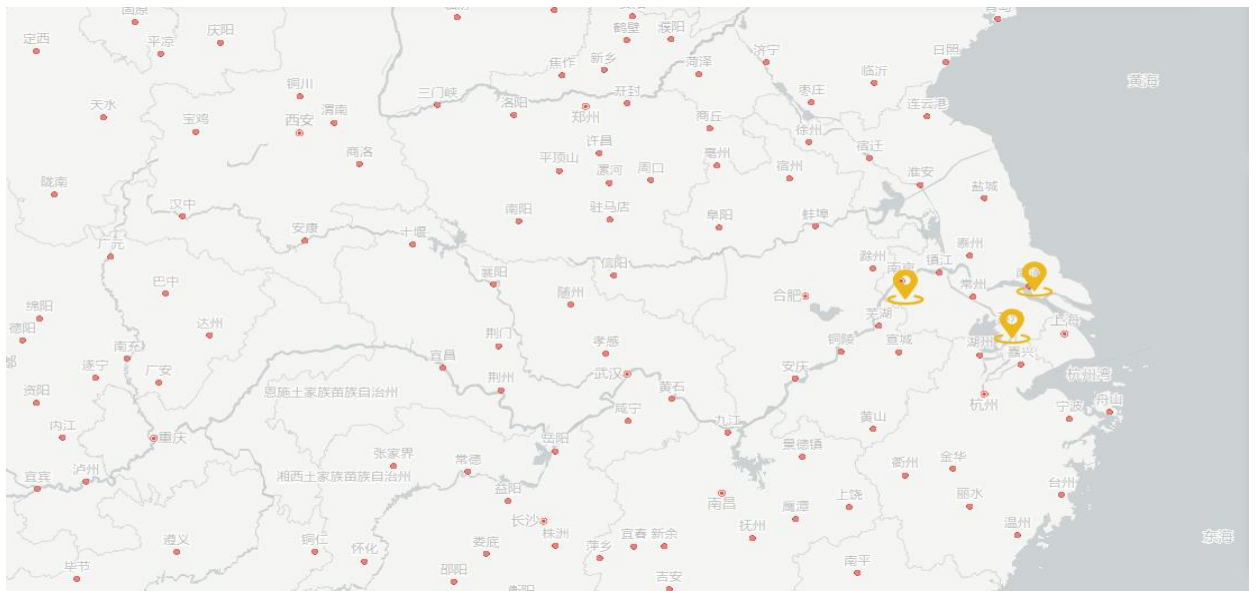 固原
青岛
定西
平凉
庆阳
鹤壁
濮阳
焦作
新乡
菏泽
济宁
日照
黄海
天水
铜川
三门峡
洛阳
开封
枣庄
临沂
连云港
宝鸡
渭南
西安
郑州
商丘
徐州
宿迁
商洛
平顶山
许昌
漯河
周口
亳州
宿州
淮安
盐城
陇南
汉中
南阳
驻马店
阜阳
蚌埠
安康
十堰
广元
泰州
镇江
滁州
南京
常州
巴中
襄阳
信阳
合肥
绵阳
随州
芜湖
上海
德阳
达州
荆门
孝感
铜陵
宣城
湖州
嘉兴
南充
遂宁
广安
宜昌
荆州
武汉
黄石
安庆
杭州湾
资阳
恩施土家族苗族自治州
咸宁
九江
黄山
杭州
宁波
舟山
内江
重庆
岳阳
景德镇
张家界
常德
衢州
金华
宜宾
泸州
湘西土家族苗族自治州
益阳
南昌
鹰潭
上饶
丽水
台州
长沙
株洲
抚州
温州
东海
遵义
铜仁
怀化
娄底
萍乡
宜春
新余
南平
毕节
邵阳
衡阳
吉安